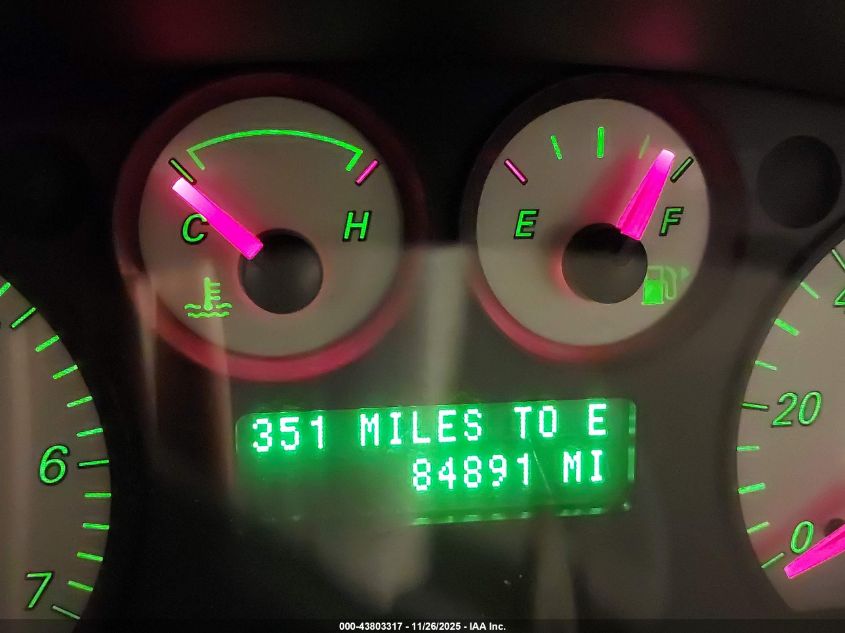 C H
E F
351 MILES TO E
84891 MI
6
7
20
0
000-43803317 - 11/26/2025 - IAA Inc.